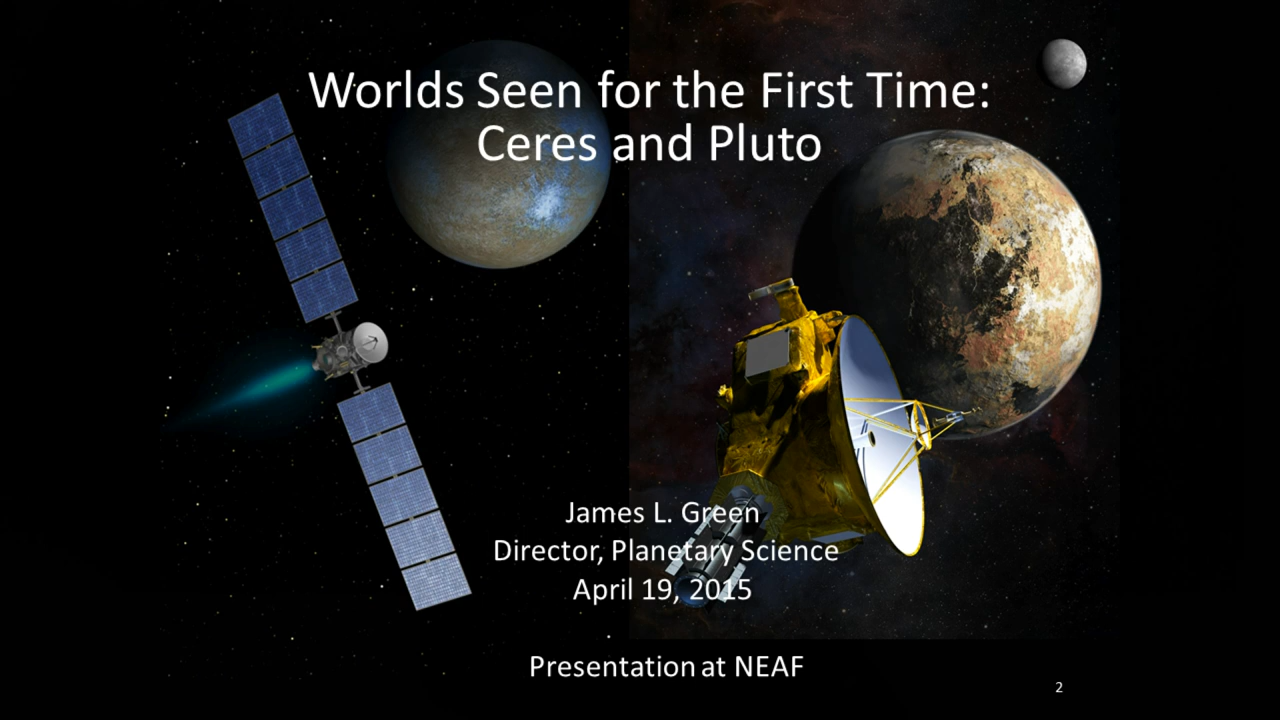 Worlds Seen for the First Time:
Ceres and Pluto
James L. Green
Director, Planetary Science
April 19, 2015
Presentation at NEAF
2